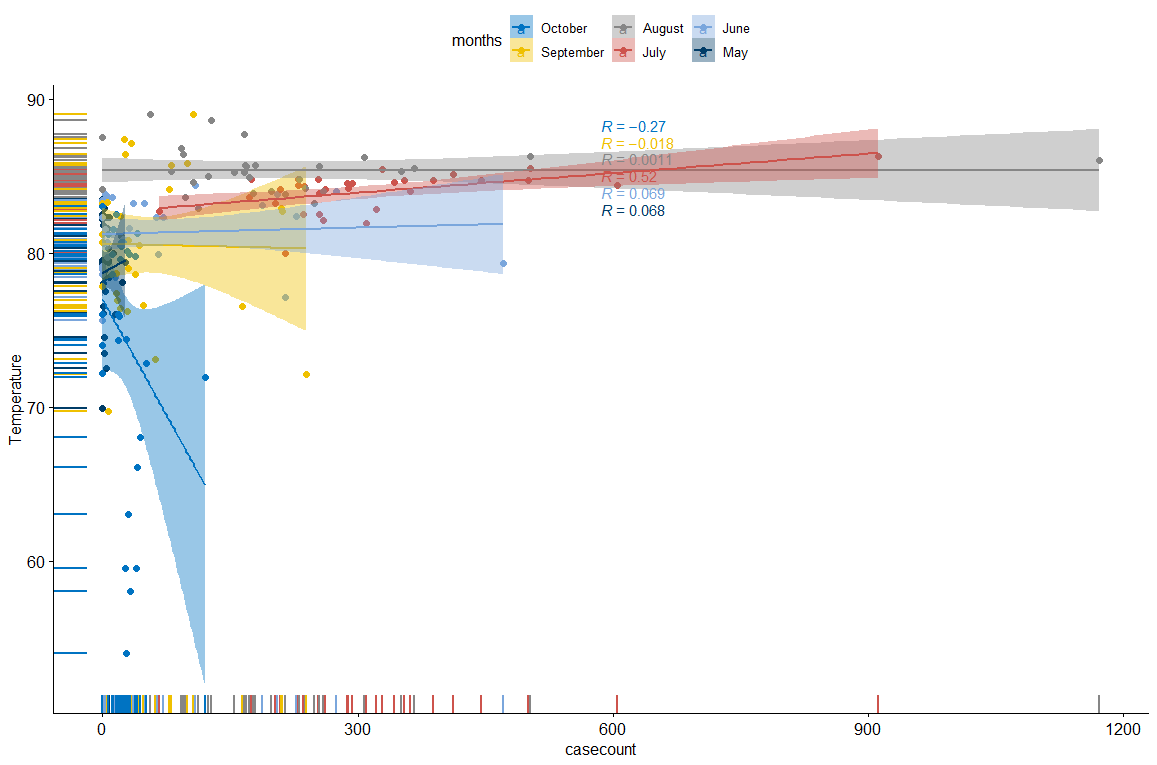 months
October
August
June
September
July
May
90
R = −0.27
R = −0.018
R = 0.0011
R = 0.52
R = 0.069
R = 0.068
80
70
60
Temperature
0
300
600
900
1200
casecount